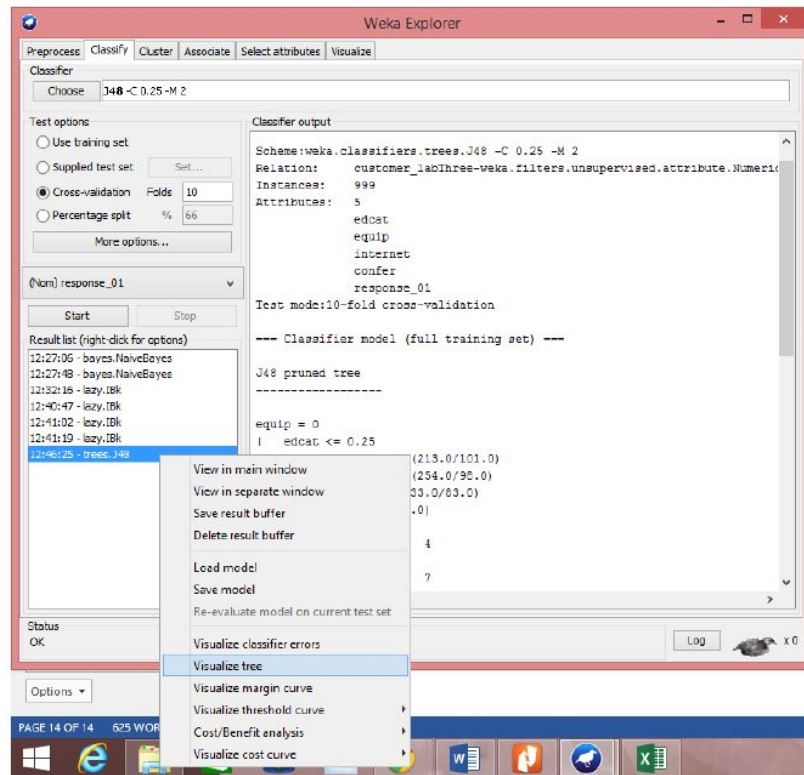 Weka Explorer
Preprocess Classify Cluster Associate Select attributes Visualize
Classifier
Choose J48 -C 0.25 -M 2
Test options
Use training set
Supplied test set Set...
Cross-validation Folds 10
Percentage split % 66
More options...
(Nom) response_01
Start Stop
Result list (right-click for options)
12:27:06 - bayes.NaiveBayes
12:27:48 - bayes.NaiveBayes
12:32:16 - lazy.IBk
12:40:47 - lazy.IBk
12:41:02 - lazy.IBk
12:41:19 - lazy.IBk
12:46:25 - trees.J48
Classifier output
Scheme:weka.classifiers.trees.J48 -C 0.25 -M 2
Relation: customer_labThree-weka.filters.unsupervised.attribute.Numeric
Instances: 999
Attributes: 5
edcat
equip
internet
confer
response_01
Test mode:10-fold cross-validation
=== Classifier model (full training set) ===
J48 pruned tree
------------------
equip = 0
| edcat <= 0.25
(213.0/101.0)
(254.0/98.0)
33.0/83.0)
.0)
4
7
View in main window
View in separate window
Save result buffer
Delete result buffer
Load model
Save model
Re-evaluate model on current test set
Visualize classifier errors
Visualize tree
Visualize margin curve
Visualize threshold curve
Cost/Benefit analysis
Visualize cost curve
Status
OK
Log x 0
Options
PAGE 14 OF 14 625 WOR